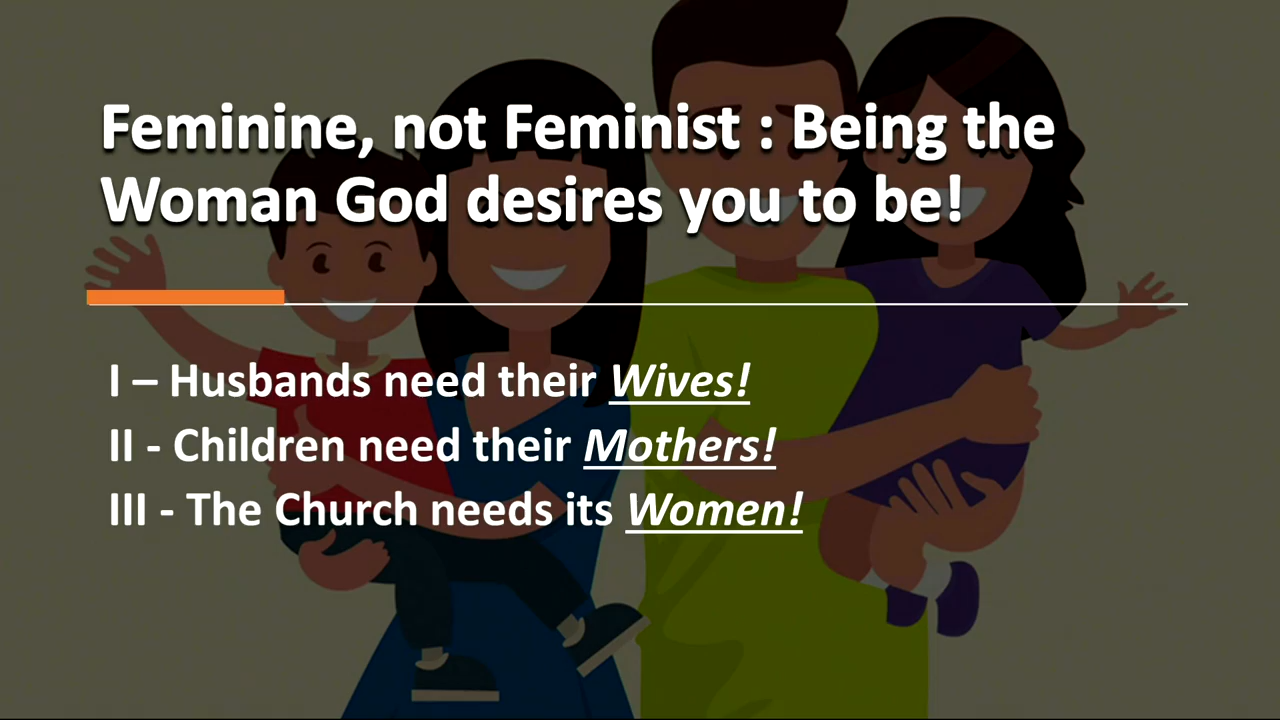 Feminine, not Feminist : Being the
Woman God desires you to be!
I – Husbands need their Wives!
II - Children need their Mothers!
III - The Church needs its Women!